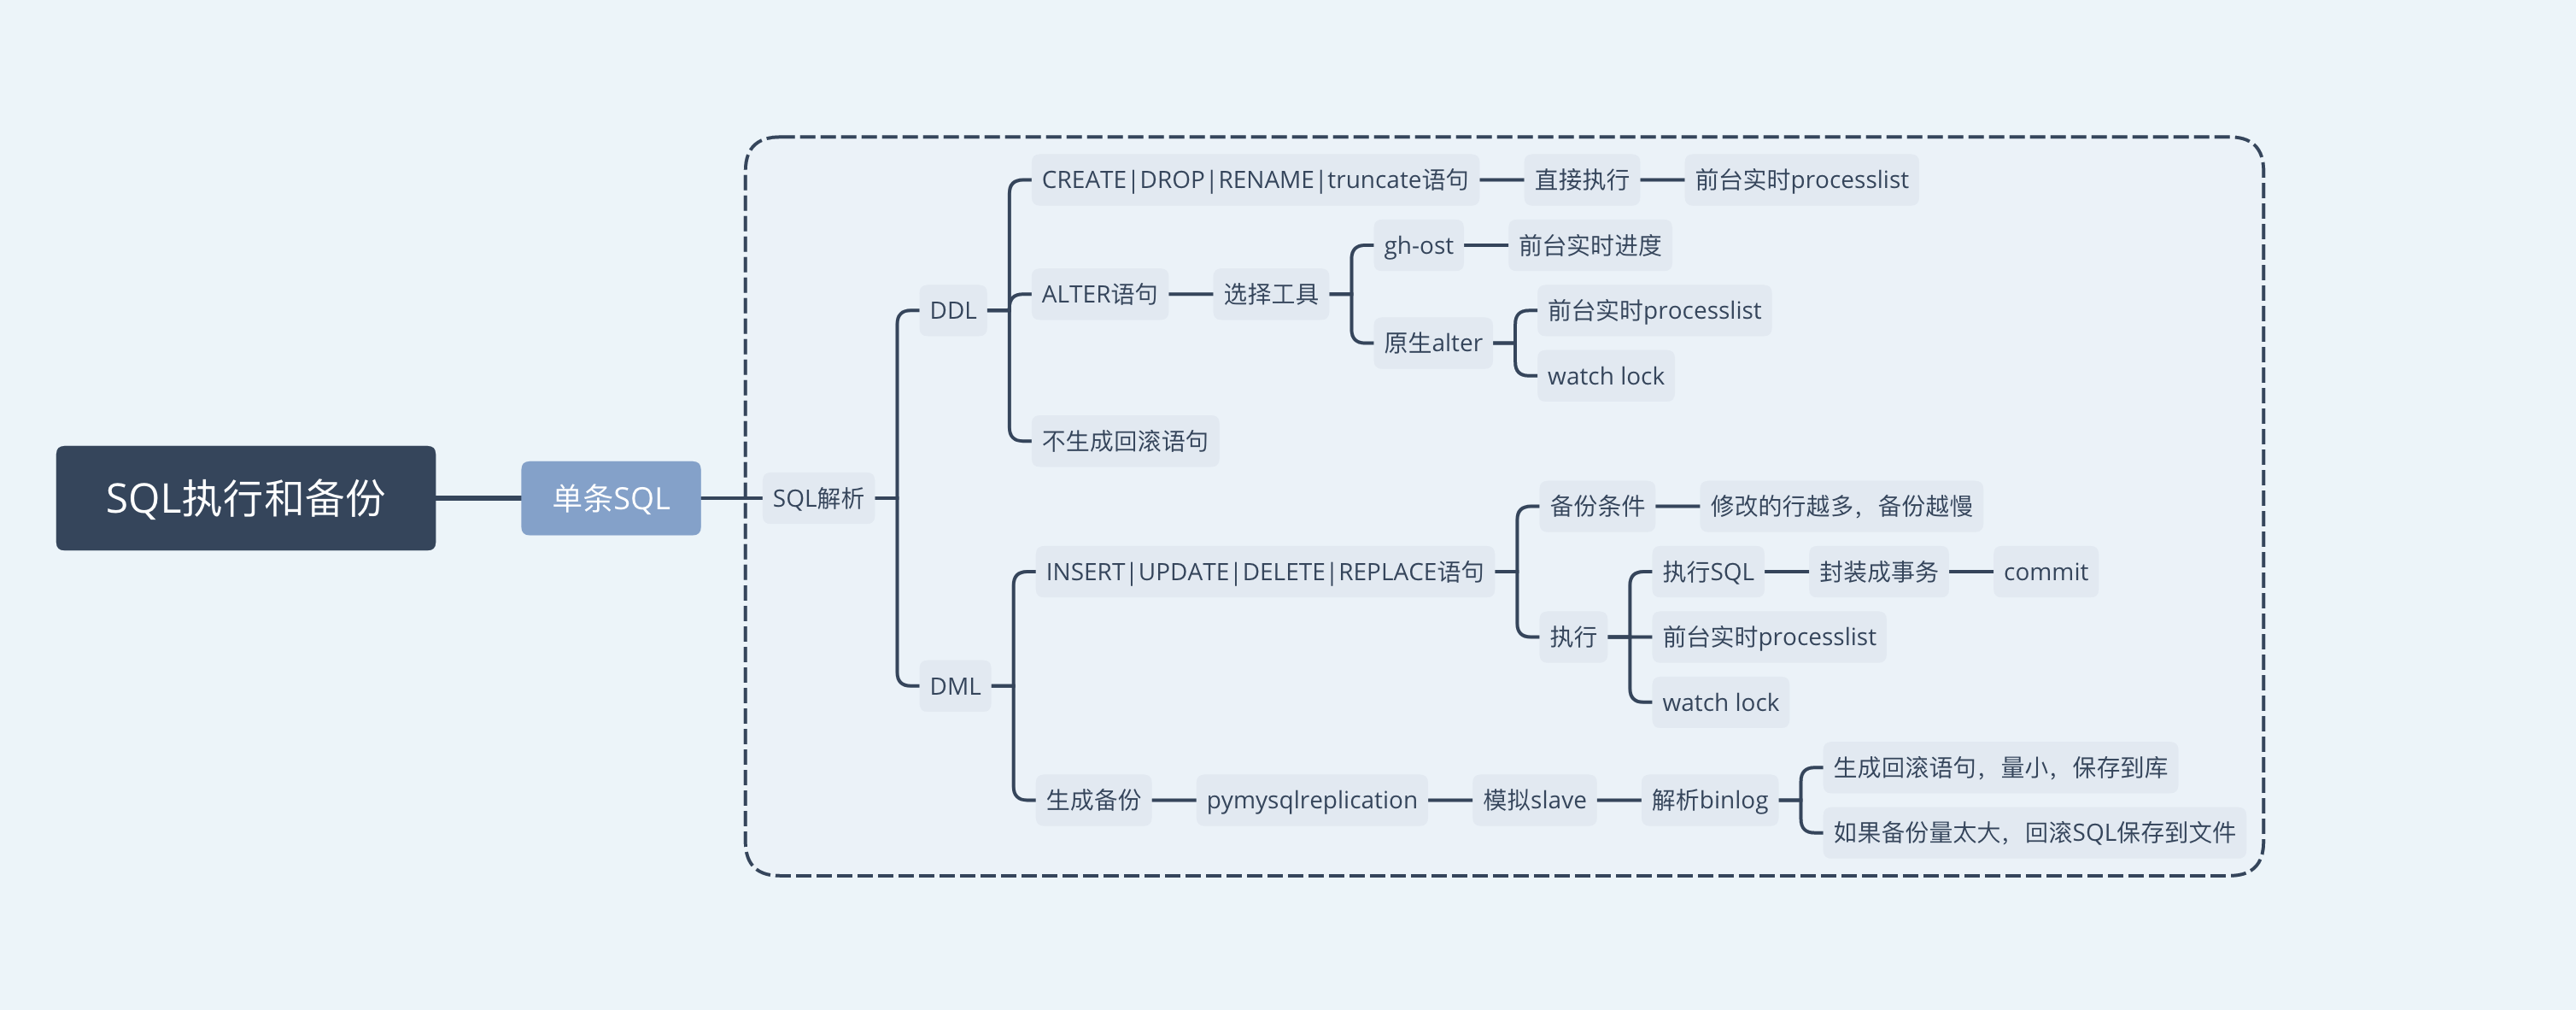 SQL执行和备份
单条SQL
SQL解析
DDL
CREATE|DROP|RENAME|truncate语句
直接执行
前台实时processlist
ALTER语句
选择工具
gh-ost
前台实时进度
原生alter
前台实时processlist
watch lock
不生成回滚语句
DML
INSERT|UPDATE|DELETE|REPLACE语句
备份条件
修改的行越多，备份越慢
执行
执行SQL
封装成事务
commit
前台实时processlist
watch lock
生成备份
pymysqlreplication
模拟slave
解析binlog
生成回滚语句，量小，保存到库
如果备份量太大，回滚SQL保存到文件